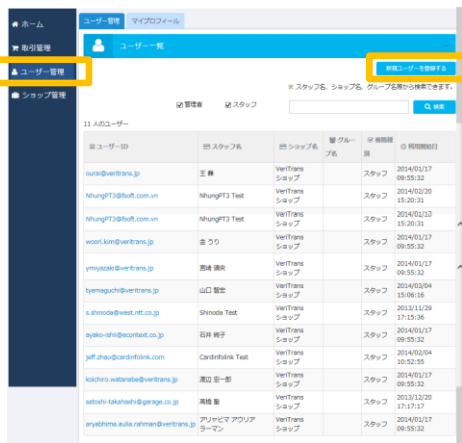 ホーム
取引管理
ユーザー管理
ショップ管理
ユーザー管理 マイプロフィール
ユーザー一覧
新規ユーザーを登録する
※ スタッフ名、ショップ名、グループ名等から検索できます。
管理者 スタッフ 検索
11 人のユーザー
ユーザーID スタッフ名 ショップ名 グループ名 権限種別 利用開始日
ourai@veritrans.jp 王 VeriTrans ショップ スタッフ 2014/01/17 09:55:32
NhungPT3@fsoft.com.vn NhungPT3 Test VeriTrans ショップ スタッフ 2014/02/20 15:20:31
NhungPT3@fsoft.com.vn NhungPT3 Test VeriTrans ショップ スタッフ 2014/01/12 15:20:31
woori.kim@veritrans.jp 金 うり VeriTrans ショップ スタッフ 2014/01/17 09:55:32
ymiyazaki@veritrans.jp 宮崎 VeriTrans ショップ スタッフ 2014/01/17 09:55:32
tyamaguchi@veritrans.jp 山口 智宏 VeriTrans ショップ スタッフ 2014/03/04 15:06:16
s.shinoda@west.ntt.co.jp Shinoda Test VeriTrans ショップ スタッフ 2013/11/29 17:15:36
ayako-ishii@econtext.co.jp 石井 絢子 VeriTrans ショップ スタッフ 2014/01/17 09:55:32
jeff.zhao@cardinfolink.com Cardinfolink Test VeriTrans ショップ スタッフ 2014/02/04 10:52:55
koichiro.watanabe@veritrans.jp 渡辺 宏一郎 VeriTrans ショップ スタッフ 2014/01/17 09:55:32
satoshi-takahashi@garage.co.jp 高橋 聡 VeriTrans ショップ スタッフ 2013/12/20 17:17:17
aryabhima.aulia.rahman@veritrans.jp アリャビマ アウリア ラーマン VeriTrans ショップ スタッフ 2014/01/17 09:55:32